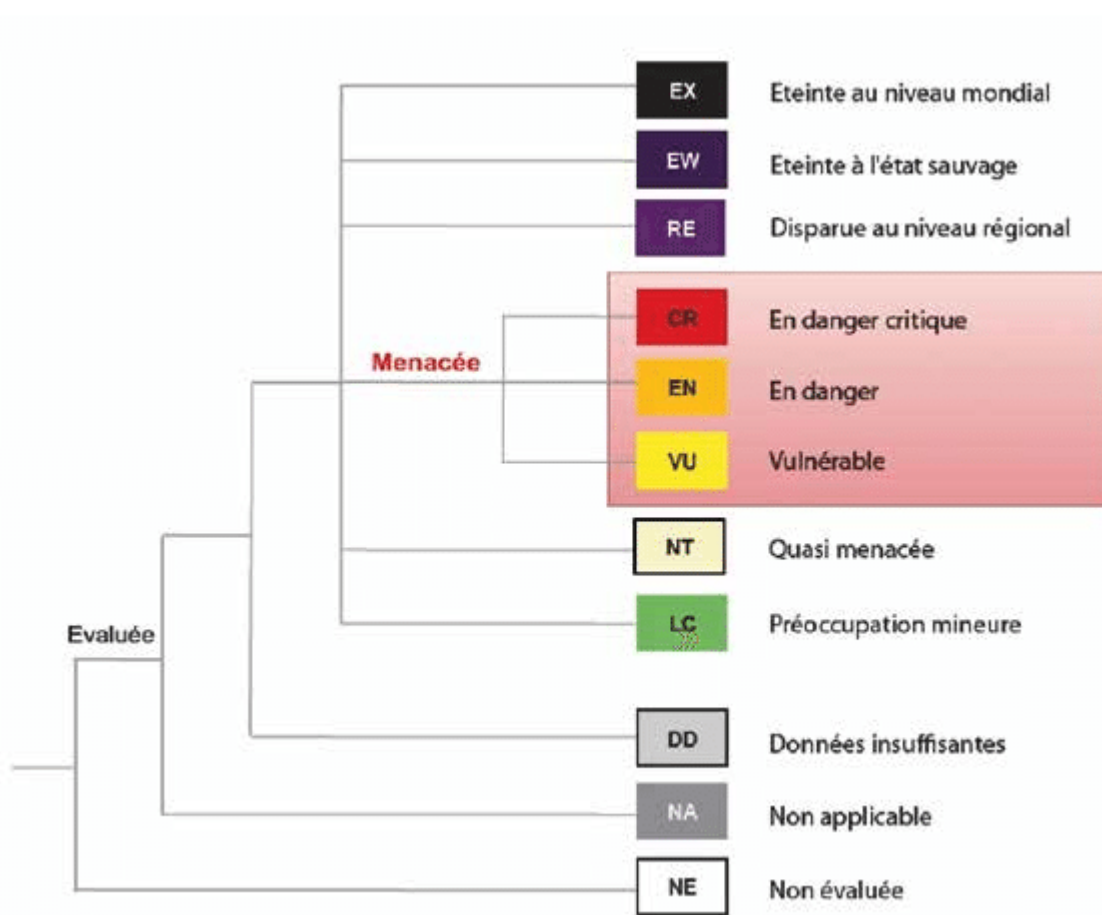 EX Eteinte au niveau mondial
EW Eteinte à l'état sauvage
RE Disparue au niveau régional
CR En danger critique
Menacée
EN En danger
VU Vulnérable
NT Quasi menacée
LC Préoccupation mineure
Evaluée
DD Données insuffisantes
NA Non applicable
NE Non évaluée